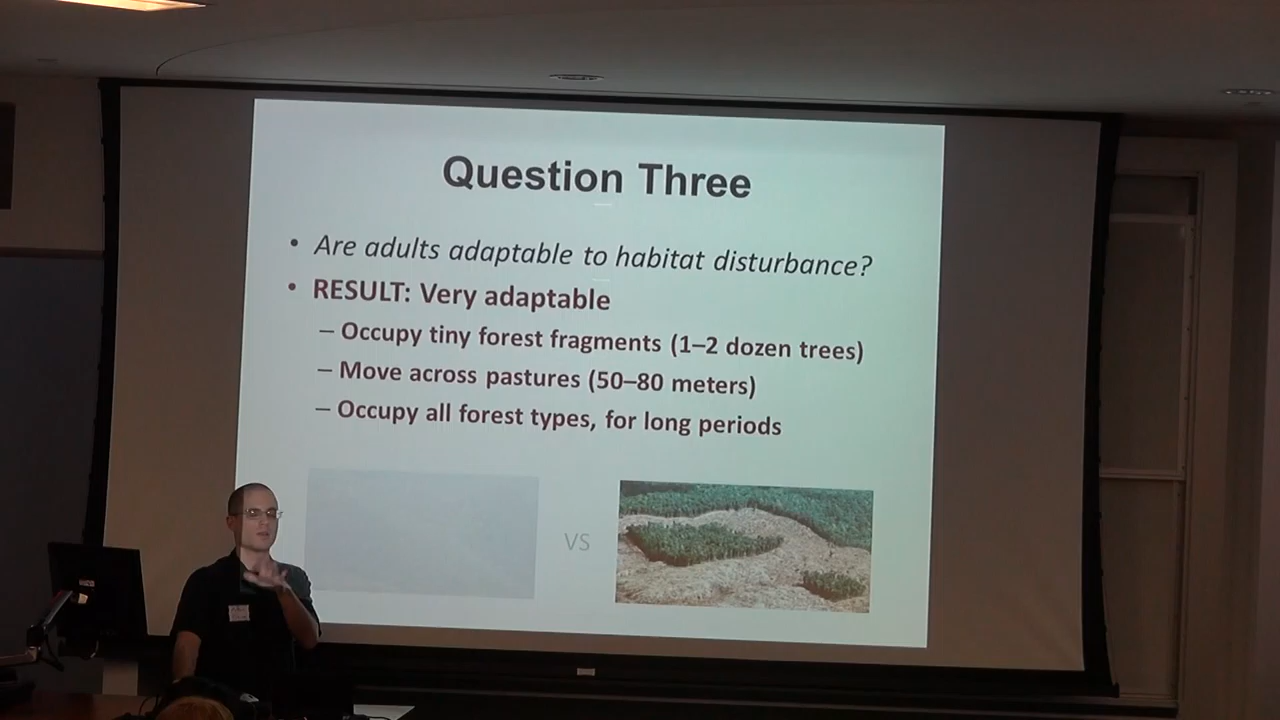 Question Three
• Are adults adaptable to habitat disturbance?
• RESULT: Very adaptable
– Occupy tiny forest fragments (1–2 dozen trees)
– Move across pastures (50–80 meters)
– Occupy all forest types, for long periods
VS